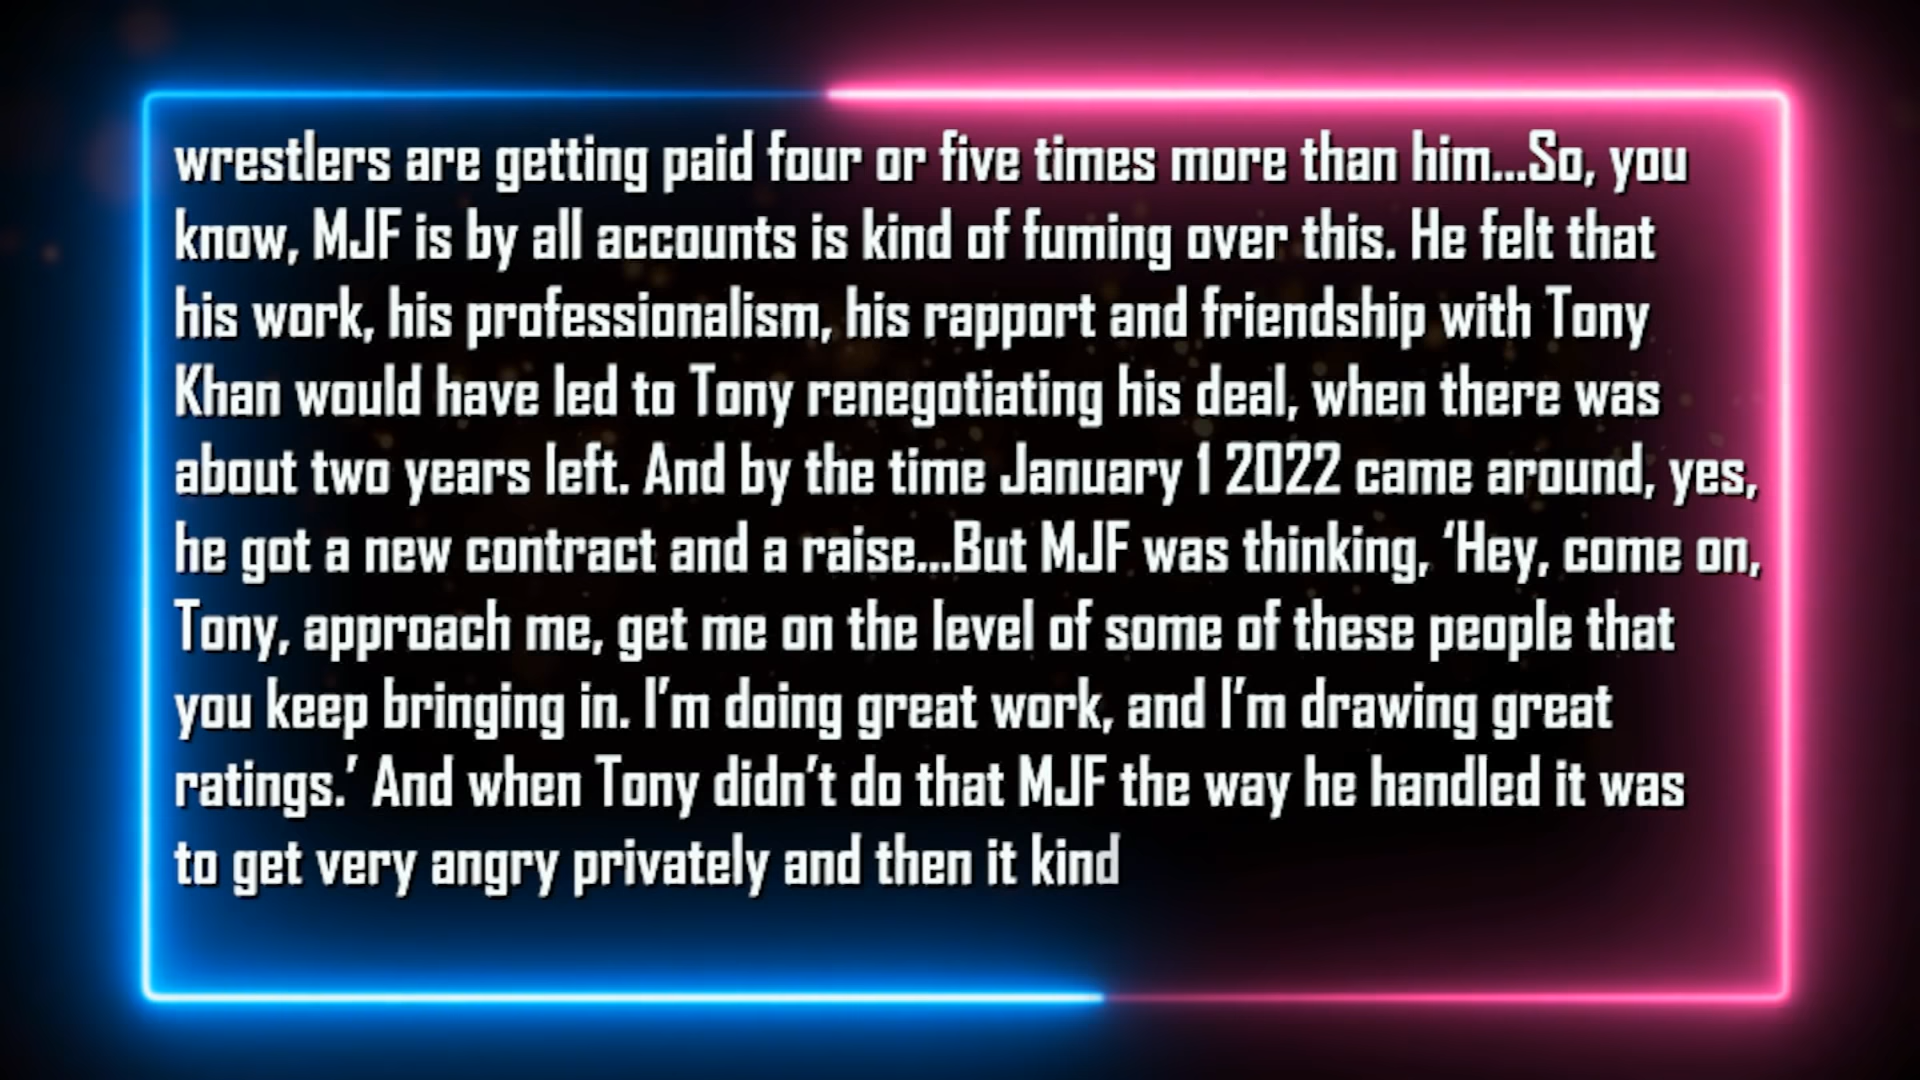 wrestlers are getting paid four or five times more than him...So, you
know, MJF is by all accounts is kind of fuming over this. He felt that
his work, his professionalism, his rapport and friendship with Tony
Khan would have led to Tony renegotiating his deal, when there was
about two years left. And by the time January 1 2022 came around, yes,
he got a new contract and a raise...But MJF was thinking, ‘Hey, come on,
Tony, approach me, get me on the level of some of these people that
you keep bringing in. I’m doing great work, and I’m drawing great
ratings.’ And when Tony didn’t do that MJF the way he handled it was
to get very angry privately and then it kind